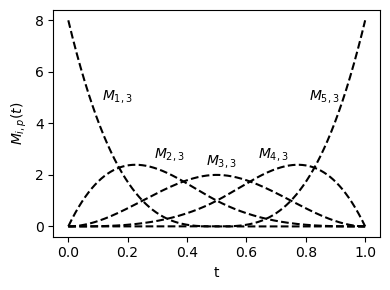 8
6
4
2
0
M_{i,p}(t)
M_{1,3}
M_{5,3}
M_{2,3}
M_{3,3}
M_{4,3}
0.0 0.2 0.4 0.6 0.8 1.0
t